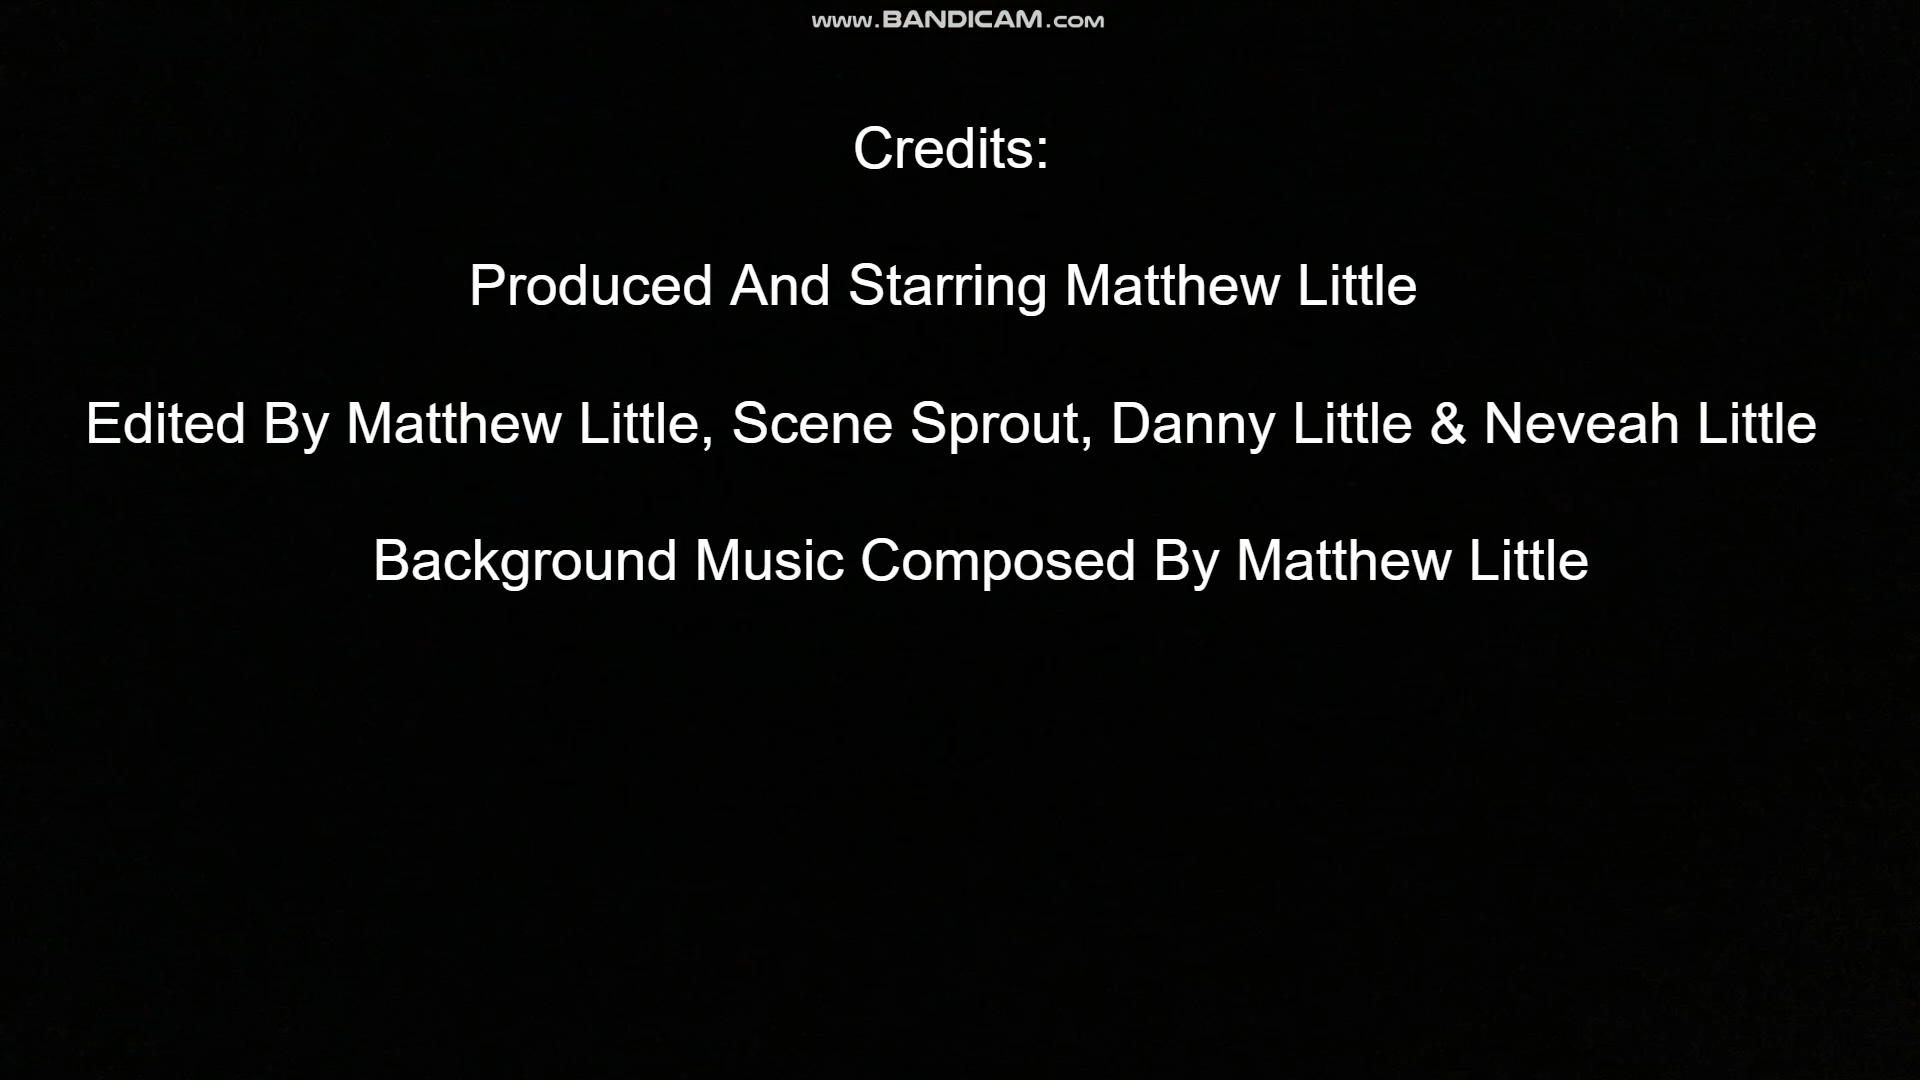 www.BANDICAM.com
Credits:
Produced And Starring Matthew Little
Edited By Matthew Little, Scene Sprout, Danny Little & Neveah Little
Background Music Composed By Matthew Little